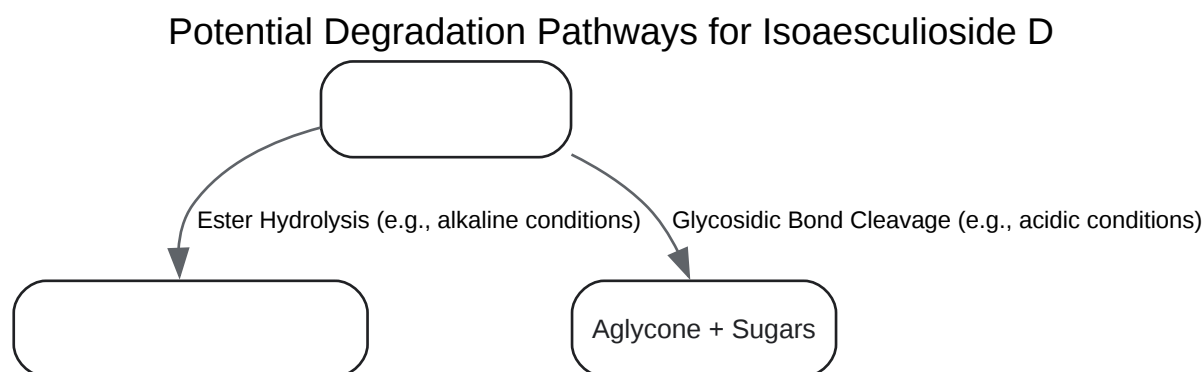 Potential Degradation Pathways for Isoaesculioside D
Ester Hydrolysis (e.g., alkaline conditions)
Glycosidic Bond Cleavage (e.g., acidic conditions)
Aglycone + Sugars